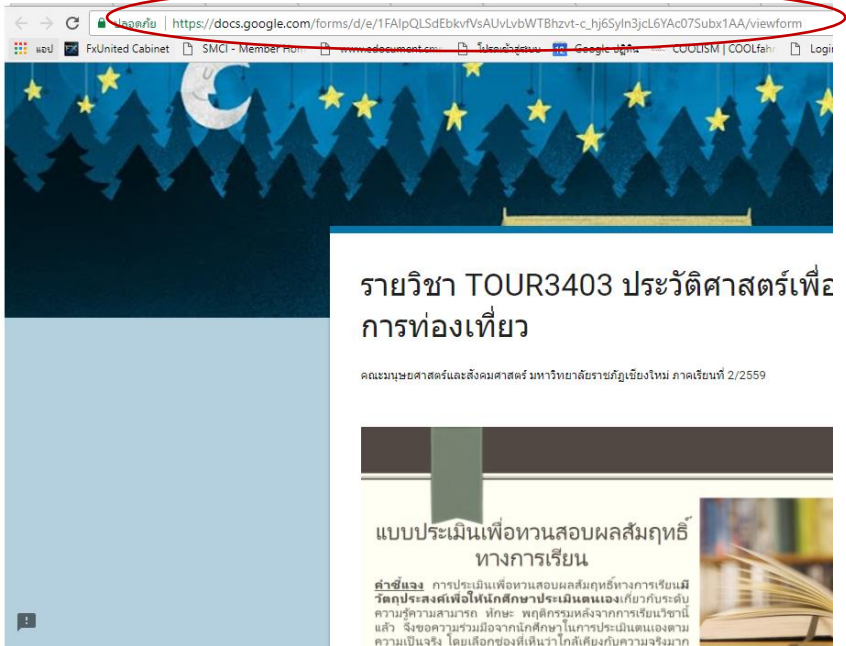 ปลอดภัย | https://docs.google.com/forms/d/e/1FAIpQLSdEbkvfVsAUvLvbWTBhzvt-c_hj6SyIn3jcL6YAc07Subx1AA/viewform
แอป FxUnited Cabinet SMCI - Member Hom โปรดเข้าสู่ระบบ Google ปฏิทิน COOLISM | COOLfah Login
รายวิชา TOUR3403 ประวัติศาสตร์เพื่อ
การท่องเที่ยว
คณะมนุษยศาสตร์และสังคมศาสตร์ มหาวิทยาลัยราชภัฏเชียงใหม่ ภาคเรียนที่ 2/2559
แบบประเมินเพื่อทวนสอบผลสัมฤทธิ์
ทางการเรียน
คำชี้แจง การประเมินเพื่อทวนสอบผลสัมฤทธิ์ทางการเรียนมี
วัตถุประสงค์เพื่อให้นักศึกษาประเมินตนเองเกี่ยวกับระดับ
ความรู้ความสามารถ ทักษะ พฤติกรรมหลังจากการเรียนวิชานี้
แล้ว จึงขอความร่วมมือจากนักศึกษาในการประเมินตนเองตาม
ความเป็นจริง โดยเลือกช่องที่เห็นว่าใกล้เคียงกับความจริงมาก